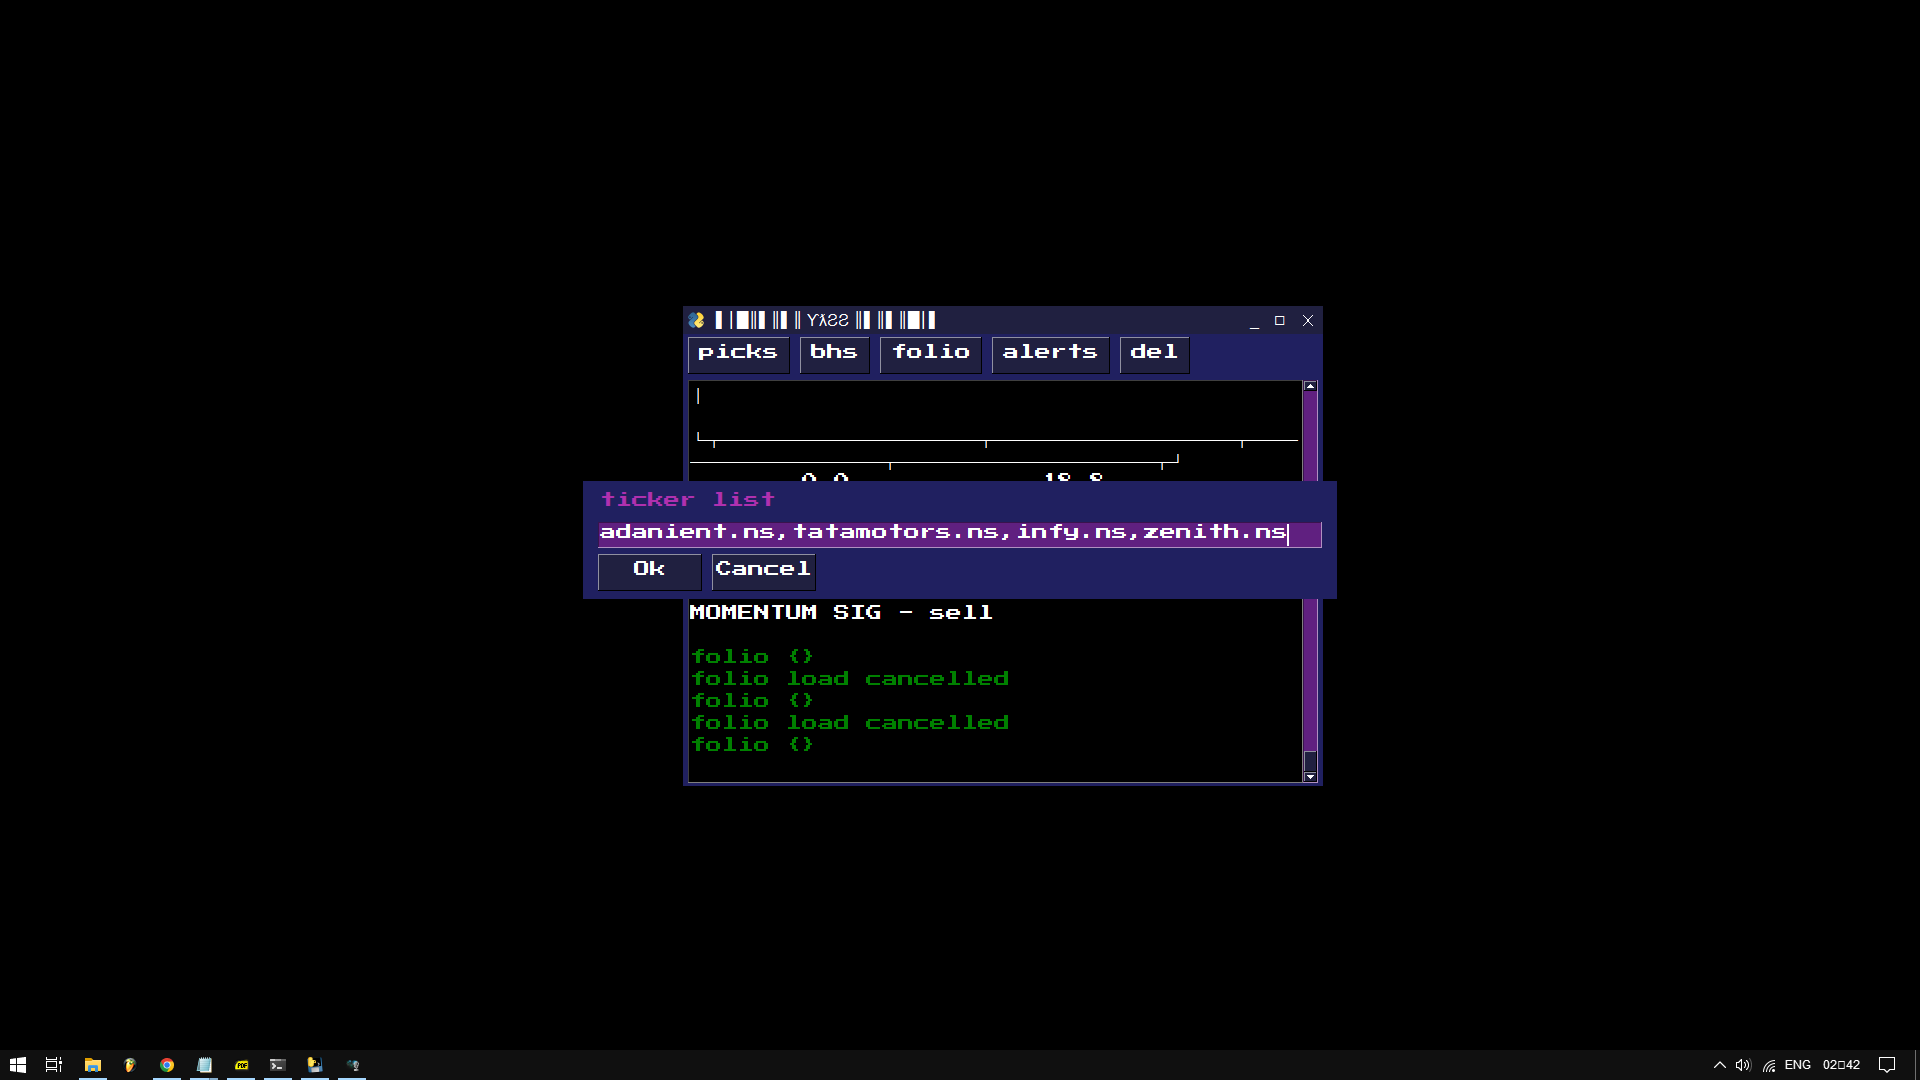 YƛSS
picks bhs folio alerts del
ticker list
adanient.ns,tatamotors.ns,infy.ns,zenith.ns
Ok Cancel
MOMENTUM SIG - sell
folio {}
folio load cancelled
folio {}
folio load cancelled
folio {}
ENG 02▯42